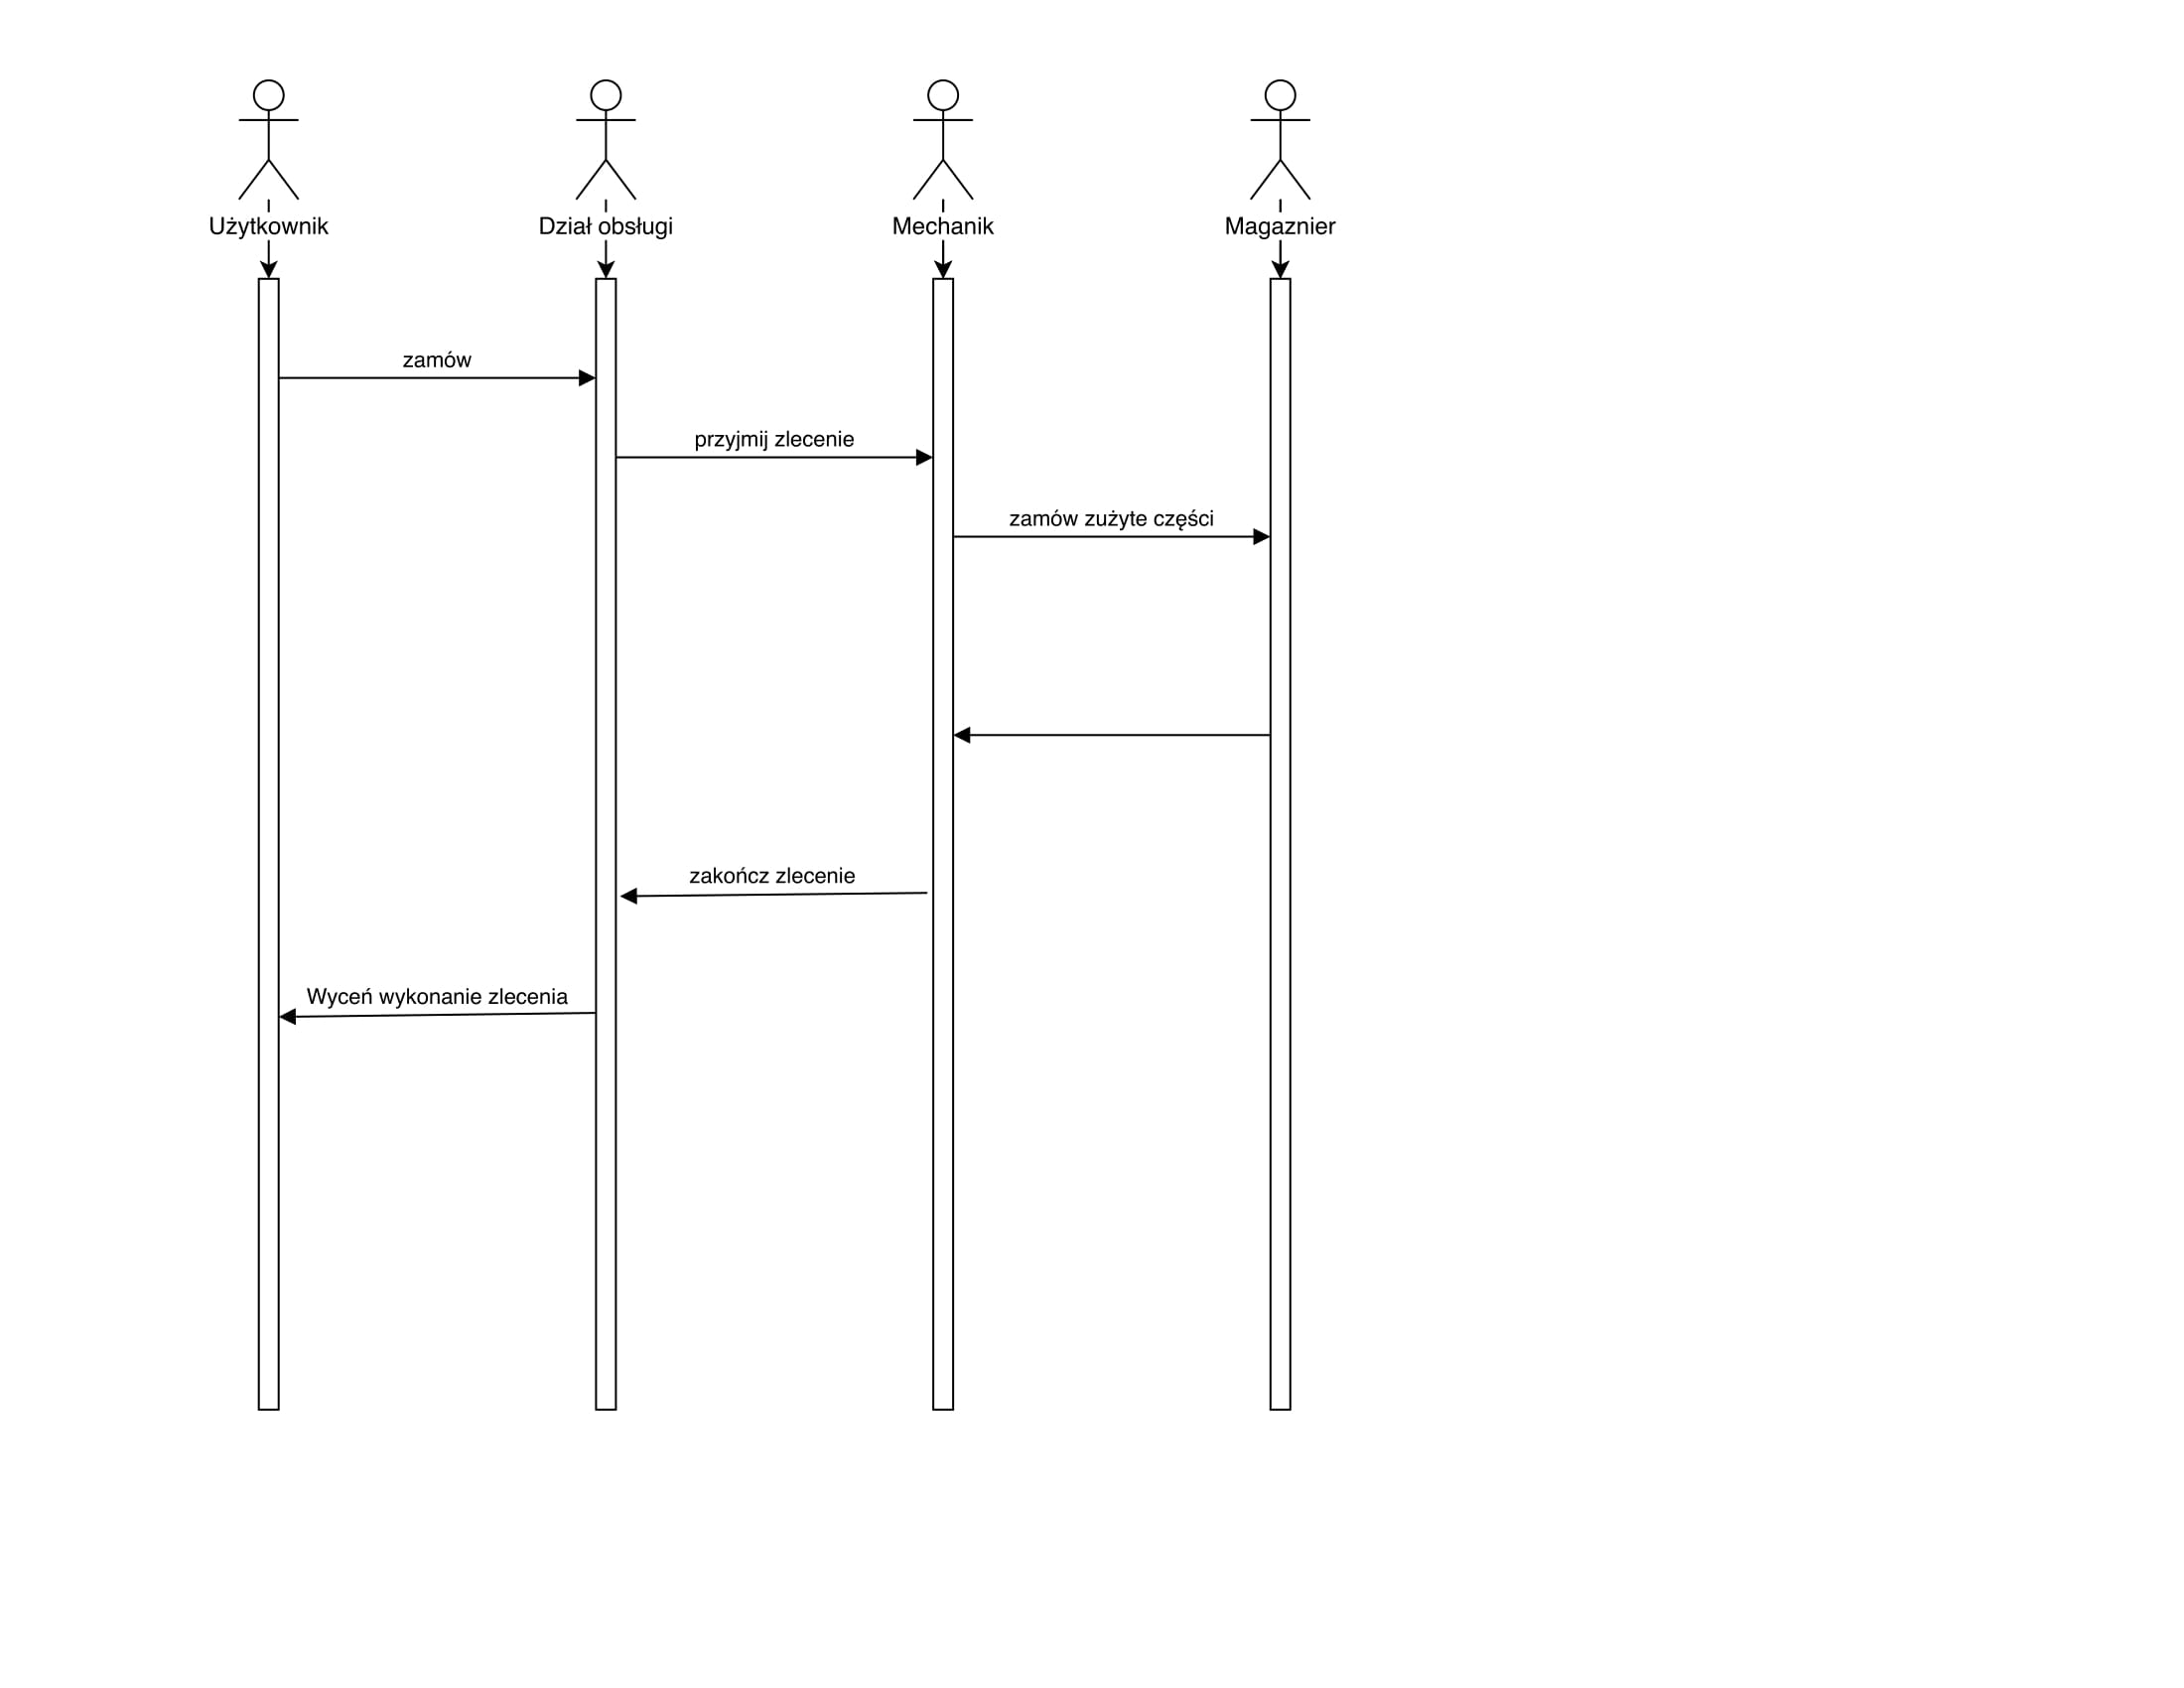 Użytkownik
Dział obsługi
Mechanik
Magaznier
zamów
przyjmij zlecenie
zamów zużyte części
zakończ zlecenie
Wyceń wykonanie zlecenia